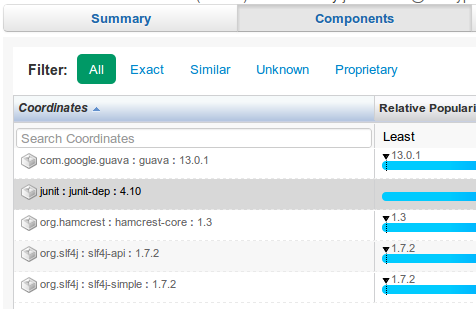 Summary Components
Filter: All Exact Similar Unknown Proprietary
Coordinates Relative Populari
Search Coordinates Least
com.google.guava : guava : 13.0.1 13.0.1
junit : junit-dep : 4.10
org.hamcrest : hamcrest-core : 1.3 1.3
org.slf4j : slf4j-api : 1.7.2 1.7.2
org.slf4j : slf4j-simple : 1.7.2 1.7.2